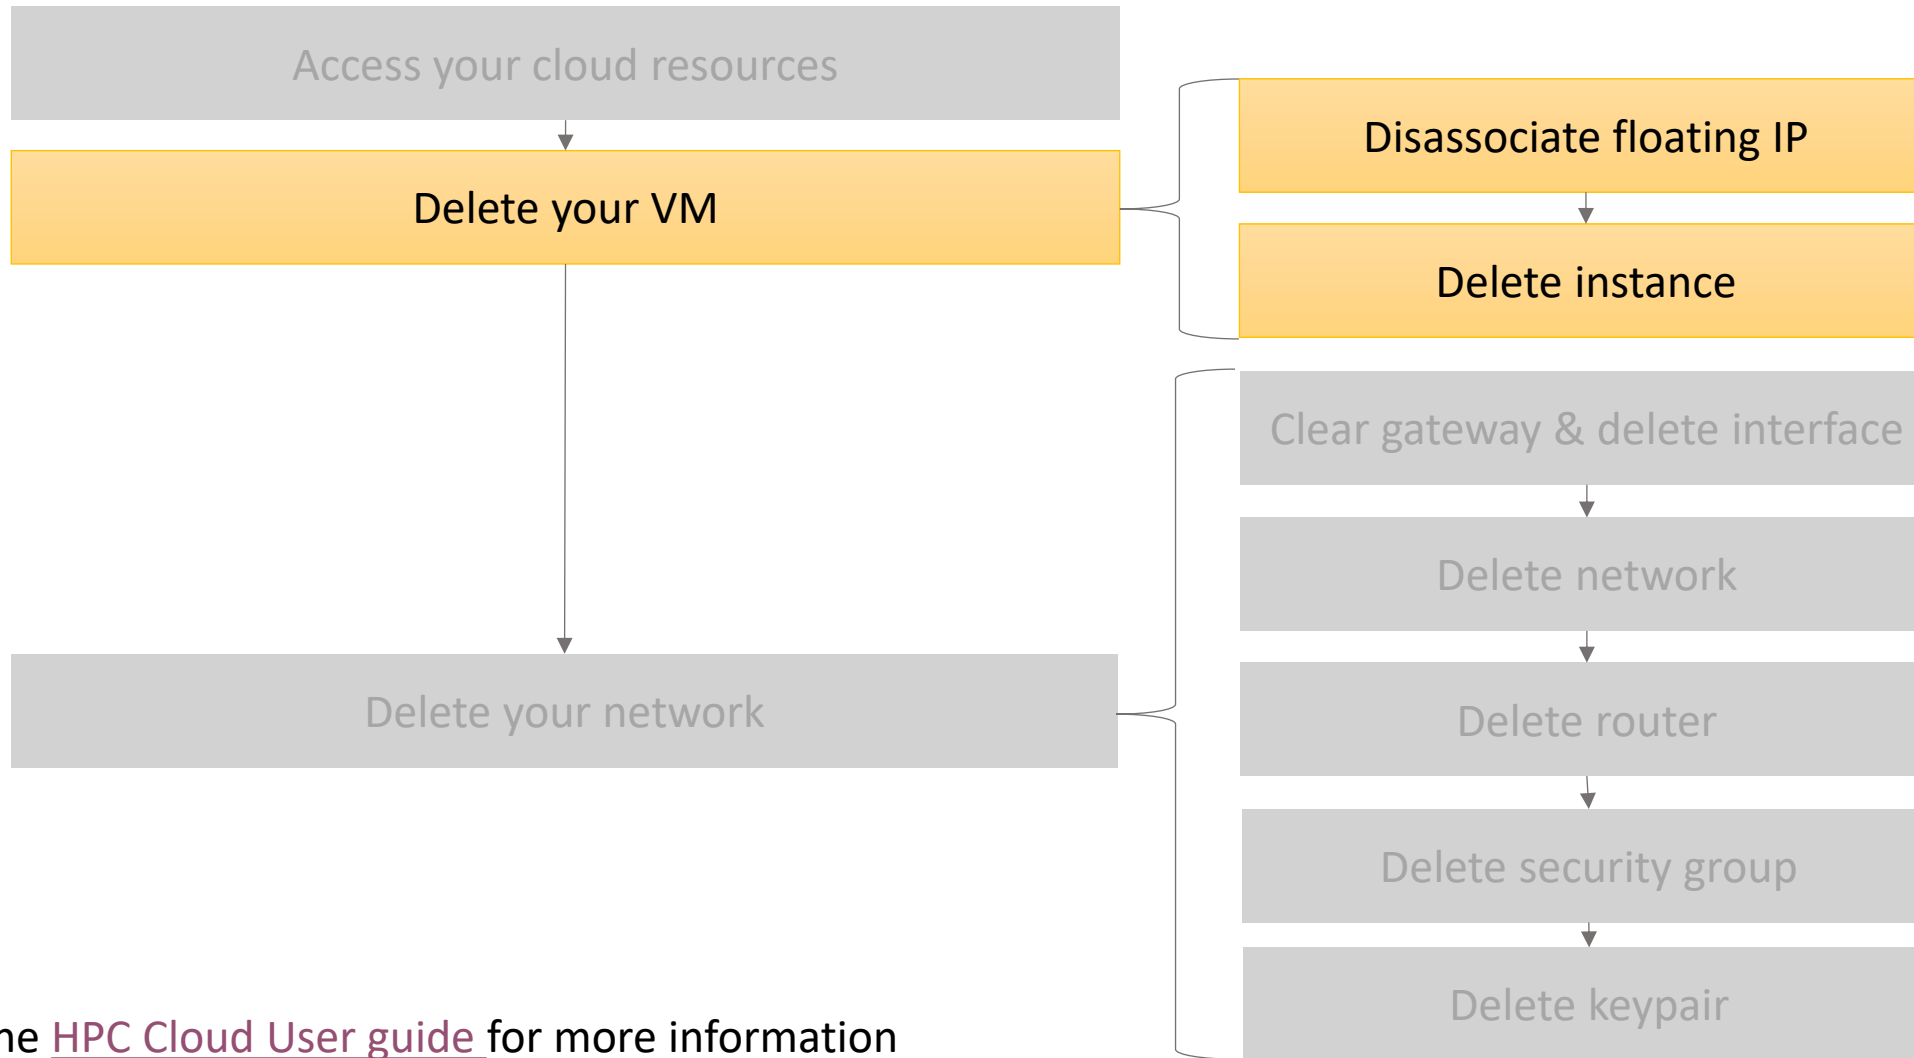 Access your cloud resources
Delete your VM
Disassociate floating IP
Delete instance
Delete your network
Clear gateway & delete interface
Delete network
Delete router
Delete security group
Delete keypair
HPC Cloud User guide for more information